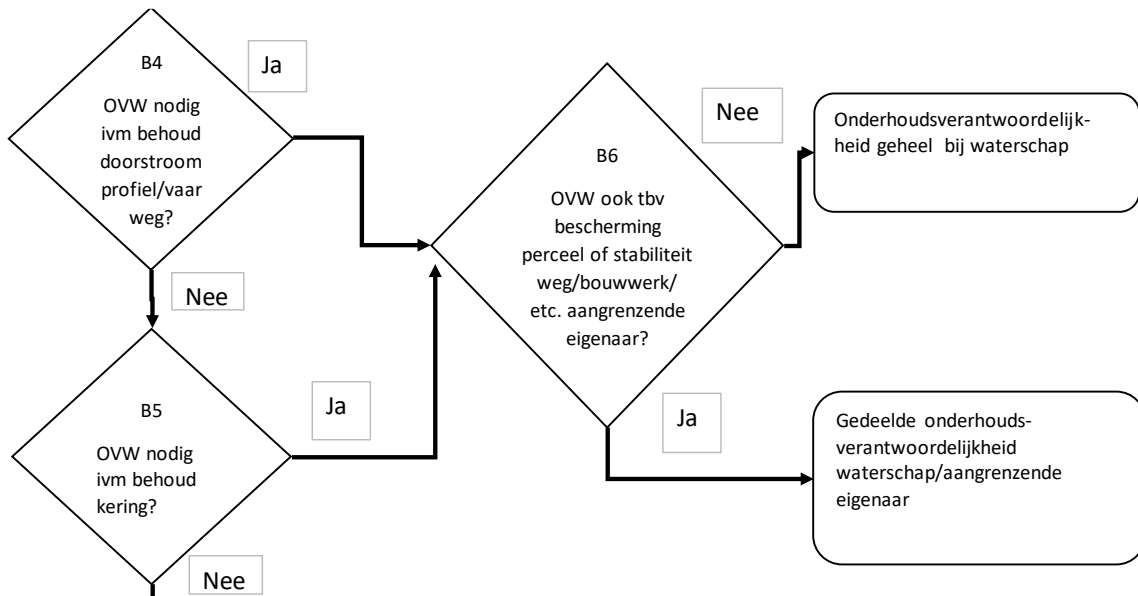 B4
OVW nodig
ivm behoud
doorstroom
profiel/vaar
weg?
Ja
Nee
B5
OVW nodig
ivm behoud
kering?
Ja
Nee
B6
OVW ook tbv
bescherming
perceel of stabiliteit
weg/bouwwerk/
etc. aangrenzende
eigenaar?
Nee
Onderhoudsverantwoordelijk-
heid geheel bij waterschap
Ja
Gedeelde onderhouds-
verantwoordelijkheid
waterschap/aangrenzende
eigenaar